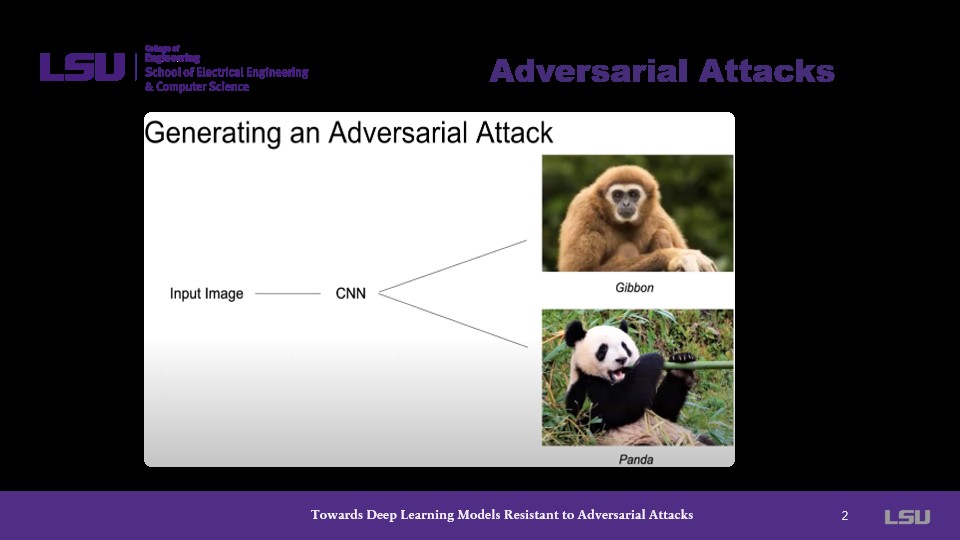 LSU
College of
Engineering
School of Electrical Engineering
& Computer Science
Adversarial Attacks
Generating an Adversarial Attack
Input Image
CNN
Gibbon
Panda
Towards Deep Learning Models Resistant to Adversarial Attacks
2
LSU